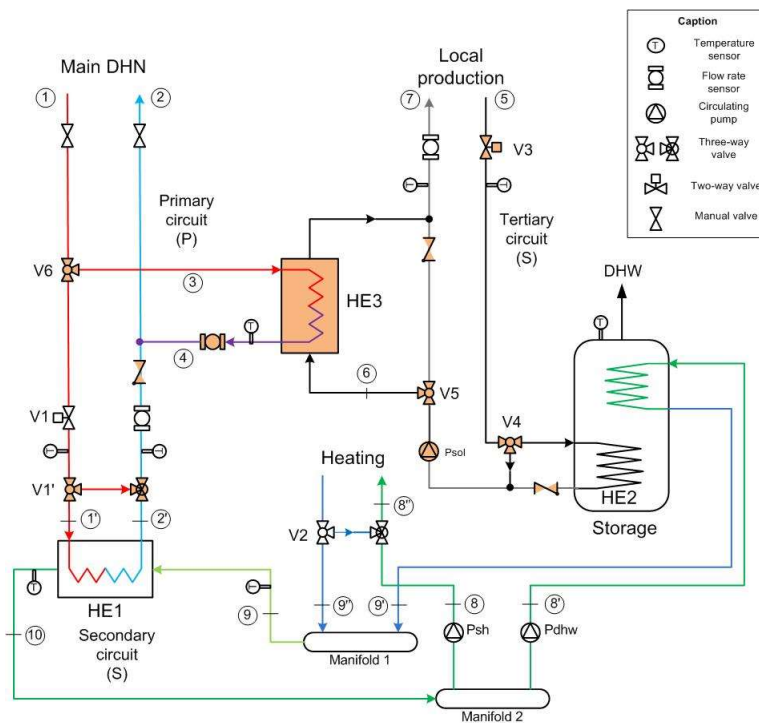 Main DHN
1
2
Local
production
7
5
Caption
T
Temperature
sensor
Flow rate
sensor
Circulating
pump
Three-way
valve
Two-way valve
Manual valve
V3
T
T
Primary
circuit
(P)
Tertiary
circuit
(S)
V6
3
HE3
DHW
T
T
4
6
V5
V1
T
T
V4
Psol
Heating
HE2
V1'
8''
Storage
1'
2'
V2
T
HE1
T
9
9''
9'
8
8'
10
Secondary
circuit
(S)
Psh
Pdhw
Manifold 1
Manifold 2